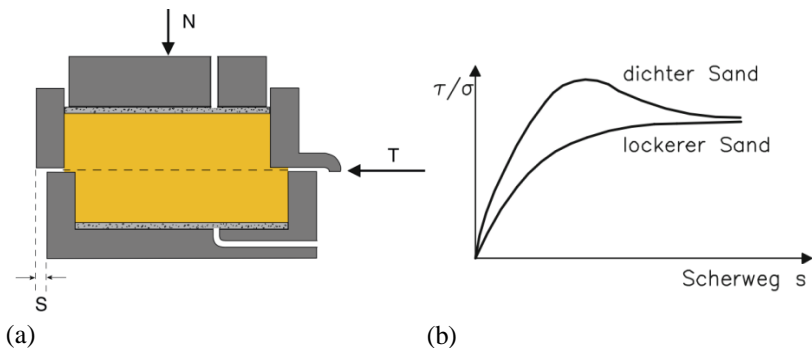 N
T
S
(a)
τ/σ
dichter Sand
lockerer Sand
Scherweg s
(b)